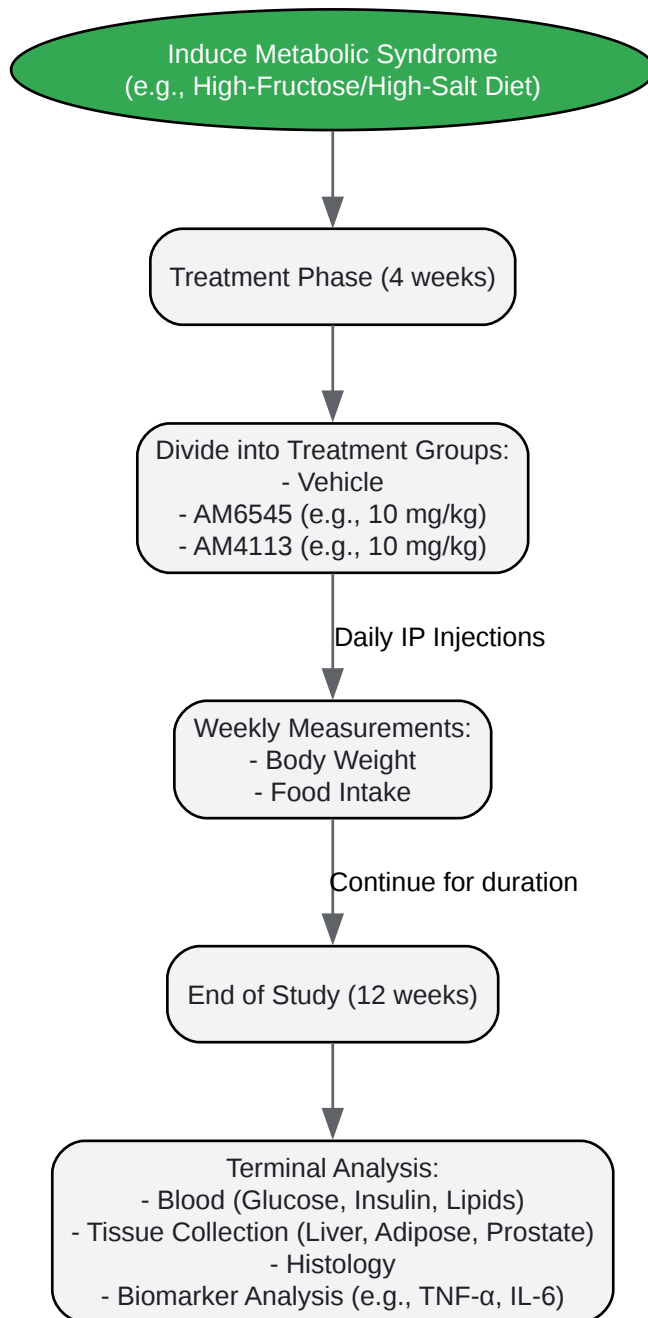 Induce Metabolic Syndrome
(e.g., High-Fructose/High-Salt Diet)
Treatment Phase (4 weeks)
Divide into Treatment Groups:
- Vehicle
- AM6545 (e.g., 10 mg/kg)
- AM4113 (e.g., 10 mg/kg)
Daily IP Injections
Weekly Measurements:
- Body Weight
- Food Intake
Continue for duration
End of Study (12 weeks)
Terminal Analysis:
- Blood (Glucose, Insulin, Lipids)
- Tissue Collection (Liver, Adipose, Prostate)
- Histology
- Biomarker Analysis (e.g., TNF-α, IL-6)